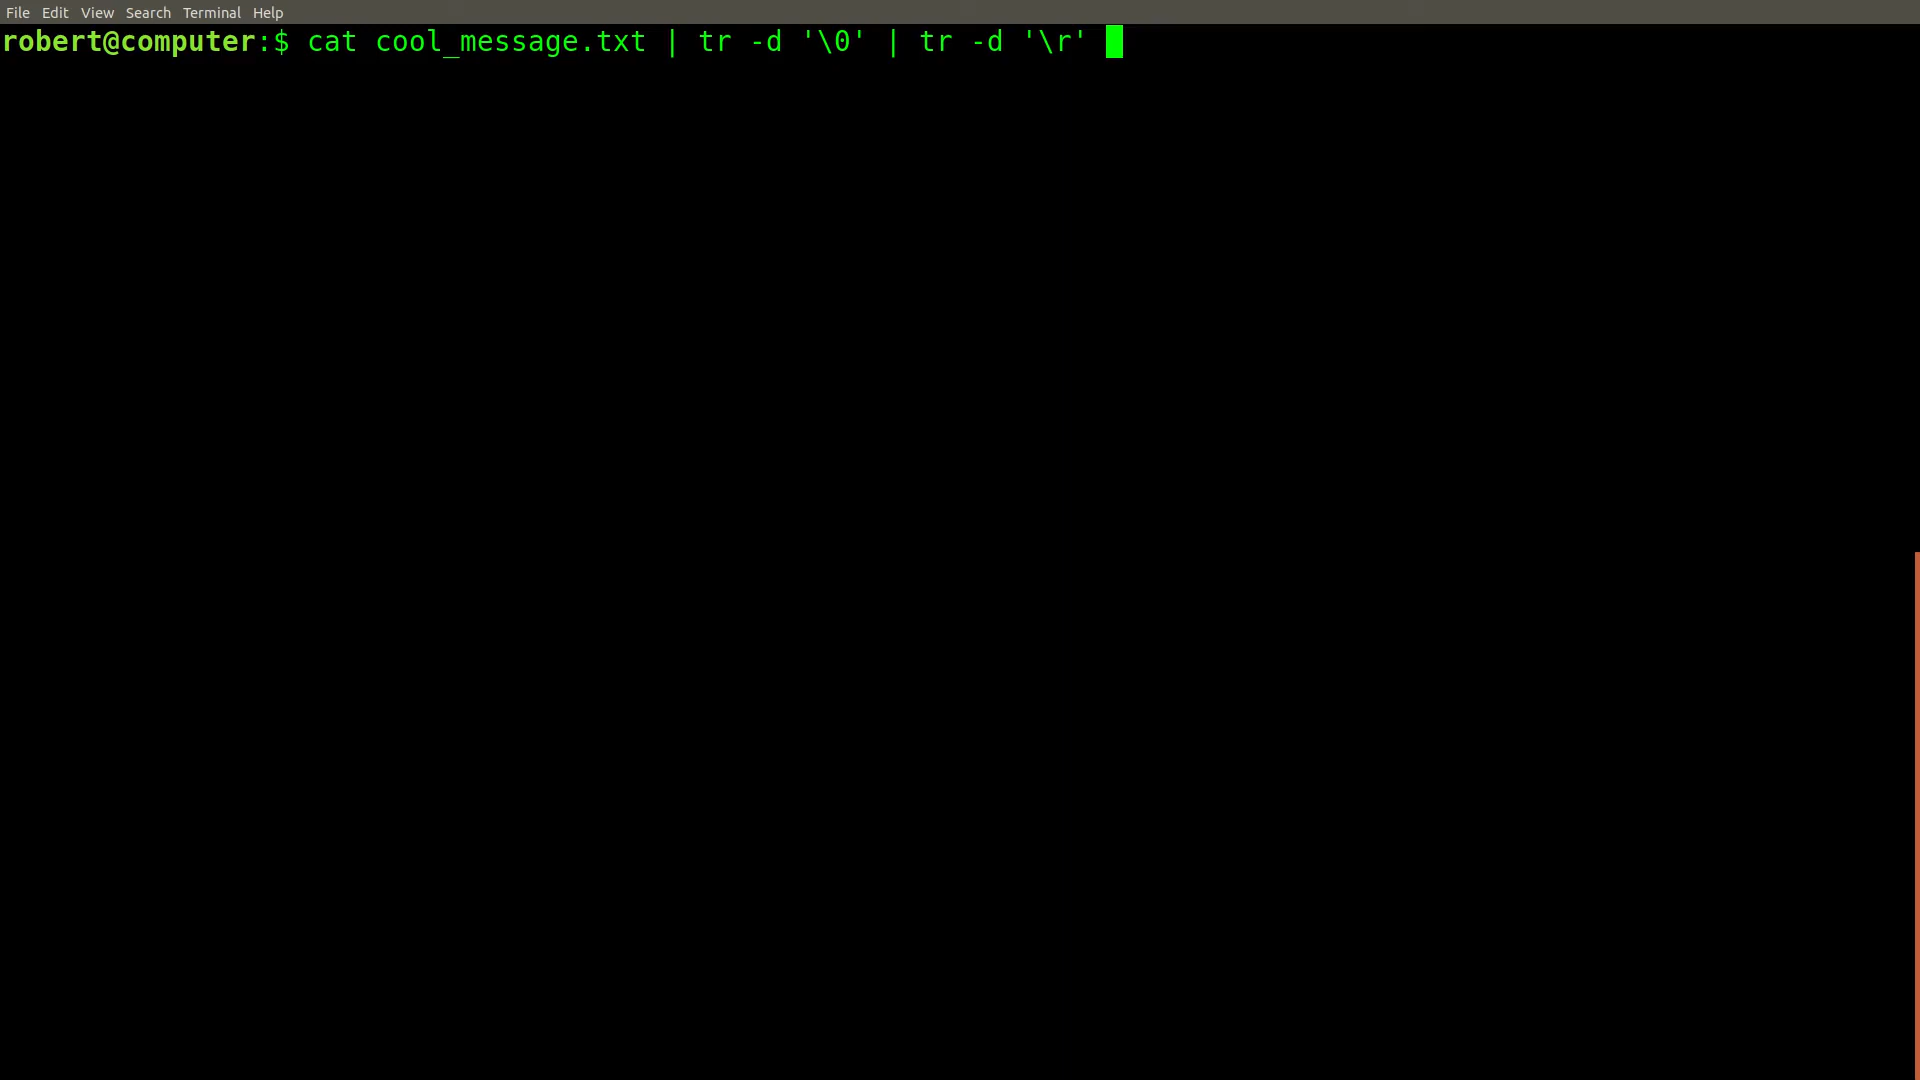 File Edit View Search Terminal Help
robert@computer:$ cat cool_message.txt | tr -d '\0' | tr -d '\r'